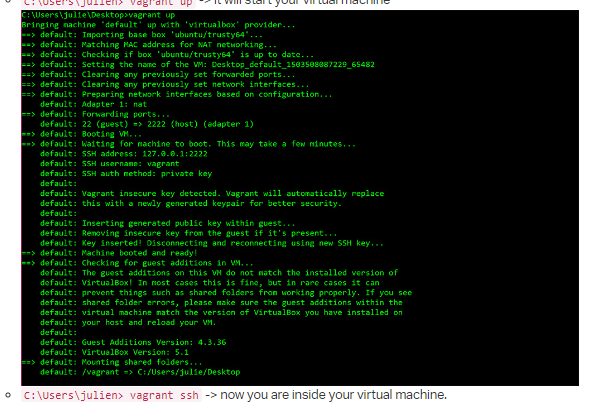 C:\Users\julien> vagrant up -> it will start your virtual machine
C:\Users\julie\Desktop>vagrant up
Bringing machine 'default' up with 'virtualbox' provider...
==> default: Importing base box 'ubuntu/trusty64'...
==> default: Matching MAC address for NAT networking...
==> default: Checking if box 'ubuntu/trusty64' is up to date...
==> default: Setting the name of the VM: Desktop_default_1503508087229_65482
==> default: Clearing any previously set forwarded ports...
==> default: Clearing any previously set network interfaces...
==> default: Preparing network interfaces based on configuration...
default: Adapter 1: nat
==> default: Forwarding ports...
default: 22 (guest) => 2222 (host) (adapter 1)
==> default: Booting VM...
==> default: Waiting for machine to boot. This may take a few minutes...
default: SSH address: 127.0.0.1:2222
default: SSH username: vagrant
default: SSH auth method: private key
default:
default: Vagrant insecure key detected. Vagrant will automatically replace
default: this with a newly generated keypair for better security.
default:
default: Inserting generated public key within guest...
default: Removing insecure key from the guest if it's present...
default: Key inserted! Disconnecting and reconnecting using new SSH key...
==> default: Machine booted and ready!
==> default: Checking for guest additions in VM...
default: The guest additions on this VM do not match the installed version of
default: VirtualBox! In most cases this is fine, but in rare cases it can
default: prevent things such as shared folders from working properly. If you see
default: shared folder errors, please make sure the guest additions within the
default: virtual machine match the version of VirtualBox you have installed on
default: your host and reload your VM.
default:
default: Guest Additions Version: 4.3.36
default: VirtualBox Version: 5.1
==> default: Mounting shared folders...
default: /vagrant => C:/Users/julie/Desktop
C:\Users\julien> vagrant ssh -> now you are inside your virtual machine.